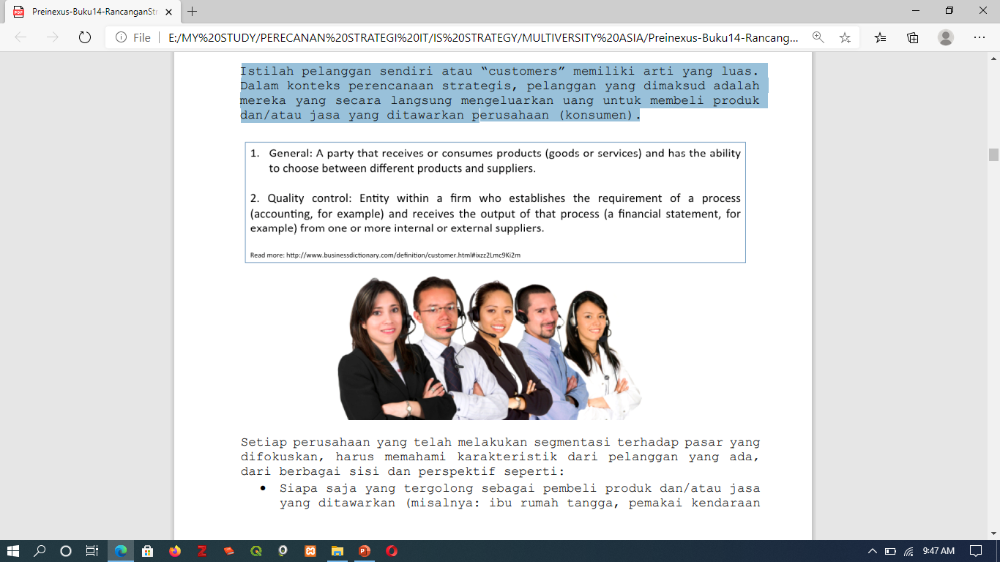 Preinexus-Buku14-RancanganStr
File
E:/MY%20STUDY/PERECANAN%20STRATEGI%20IT/IS%20STRATEGY/MULTIVERSITY%20ASIA/Preinexus-Buku14-Rancang...
Istilah pelanggan sendiri atau “customers” memiliki arti yang luas.
Dalam konteks perencanaan strategis, pelanggan yang dimaksud adalah
mereka yang secara langsung mengeluarkan uang untuk membeli produk
dan/atau jasa yang ditawarkan perusahaan (konsumen).
1. General: A party that receives or consumes products (goods or services) and has the ability
to choose between different products and suppliers.
2. Quality control: Entity within a firm who establishes the requirement of a process
(accounting, for example) and receives the output of that process (a financial statement, for
example) from one or more internal or external suppliers.
Read more: http://www.businessdictionary.com/definition/customer.html#ixzz2Lmc9Ki2m
Setiap perusahaan yang telah melakukan segmentasi terhadap pasar yang
difokuskan, harus memahami karakteristik dari pelanggan yang ada,
dari berbagai sisi dan perspektif seperti:
• Siapa saja yang tergolong sebagai pembeli produk dan/atau jasa
yang ditawarkan (misalnya: ibu rumah tangga, pemakai kendaraan
9:47 AM